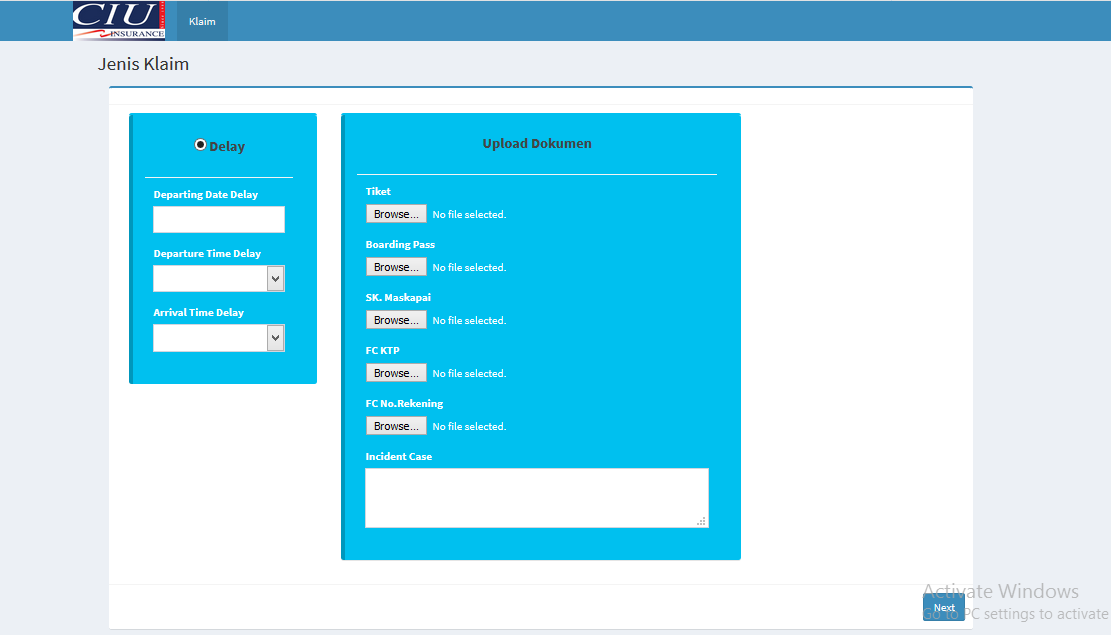 CIU
INSURANCE
Klaim
Jenis Klaim
Delay
Departing Date Delay
Departure Time Delay
Arrival Time Delay
Upload Dokumen
Tiket
Browse... No file selected.
Boarding Pass
Browse... No file selected.
SK. Maskapai
Browse... No file selected.
FC KTP
Browse... No file selected.
FC No.Rekening
Browse... No file selected.
Incident Case
Activate Windows
Go to PC settings to activate
Next